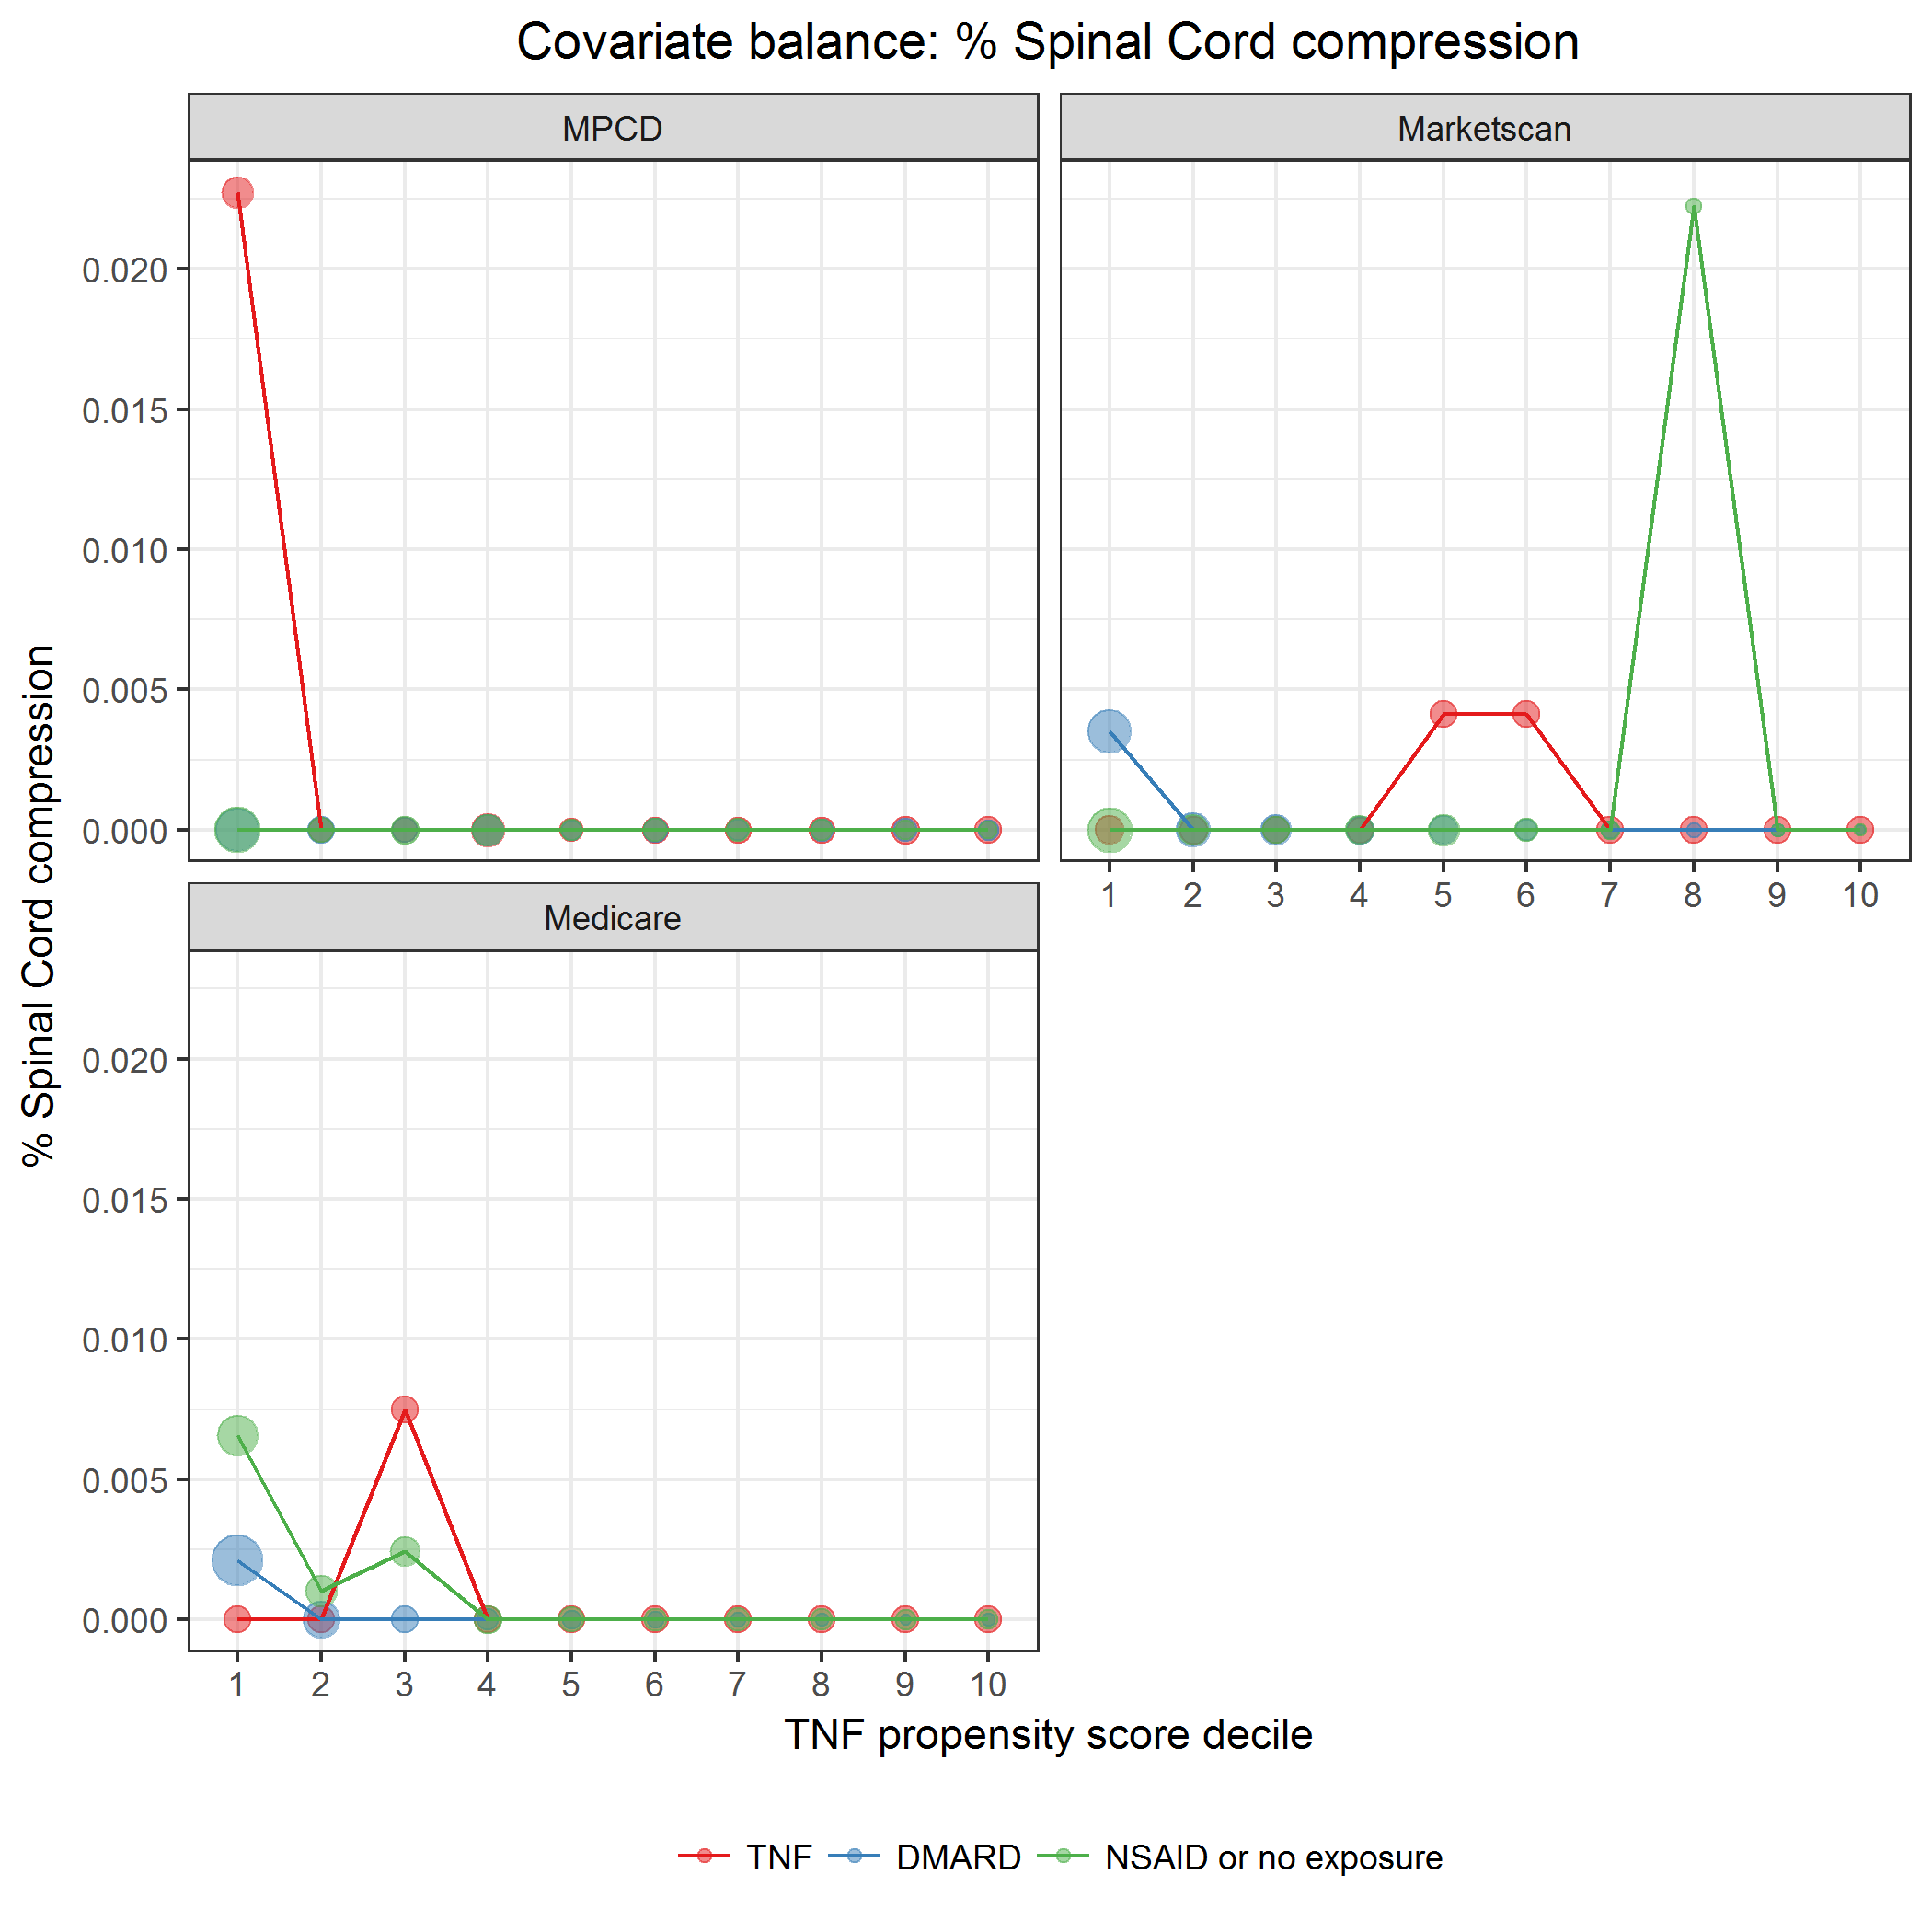 Covariate balance: % Spinal Cord compression
MPCD
Marketscan
0.020
0.015
0.010
0.005
0.000
1 2 3 4 5 6 7 8 9 10
Medicare
0.020
0.015
0.010
0.005
0.000
1 2 3 4 5 6 7 8 9 10
% Spinal Cord compression
TNF propensity score decile
TNF DMARD NSAID or no exposure